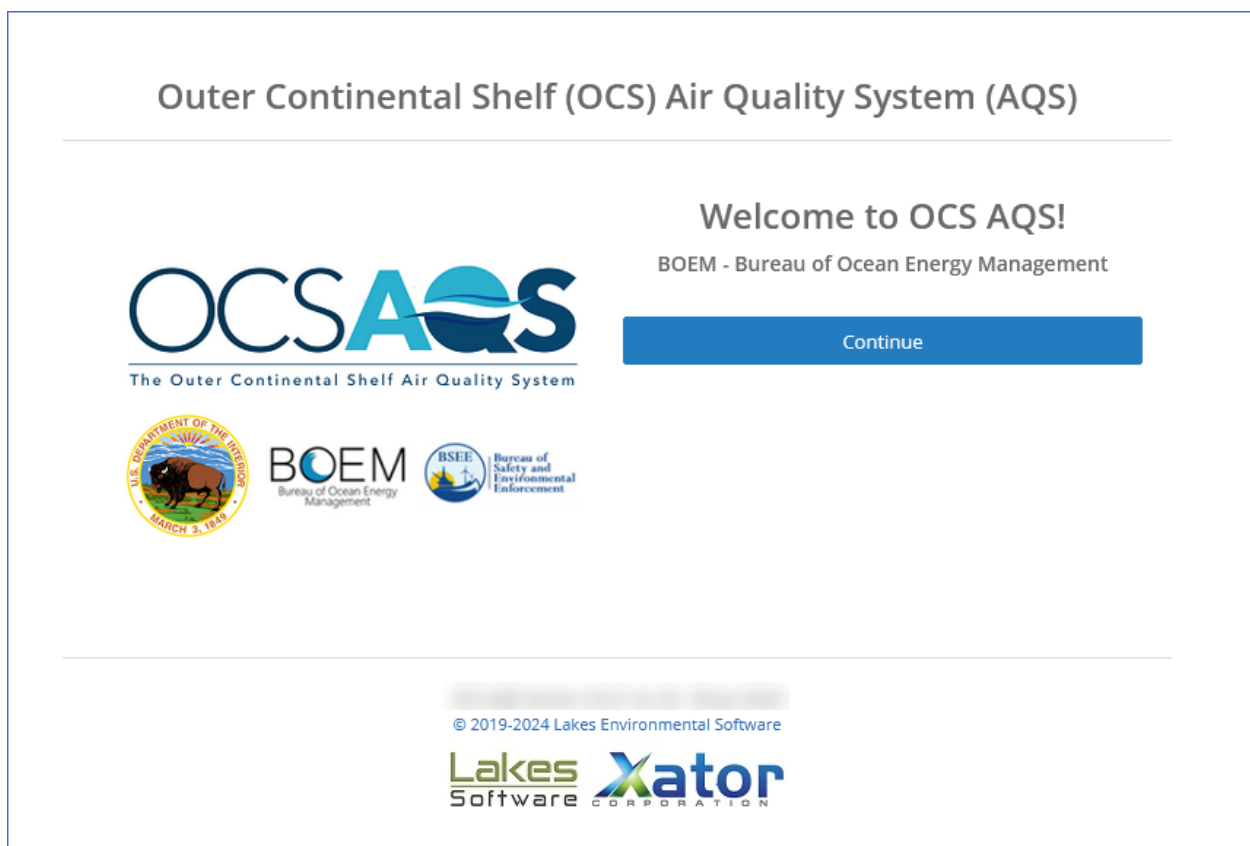 Outer Continental Shelf (OCS) Air Quality System (AQS)
Welcome to OCS AQS!
BOEM - Bureau of Ocean Energy Management
Continue
OCSAQS
The Outer Continental Shelf Air Quality System
U.S. DEPARTMENT OF THE INTERIOR
MARCH 3, 1849
BOEM
Bureau of Ocean Energy
Management
BSEE
Bureau of
Safety and
Environmental
Enforcement
© 2019-2024 Lakes Environmental Software
Lakes
Software
Xator
CORPORATION